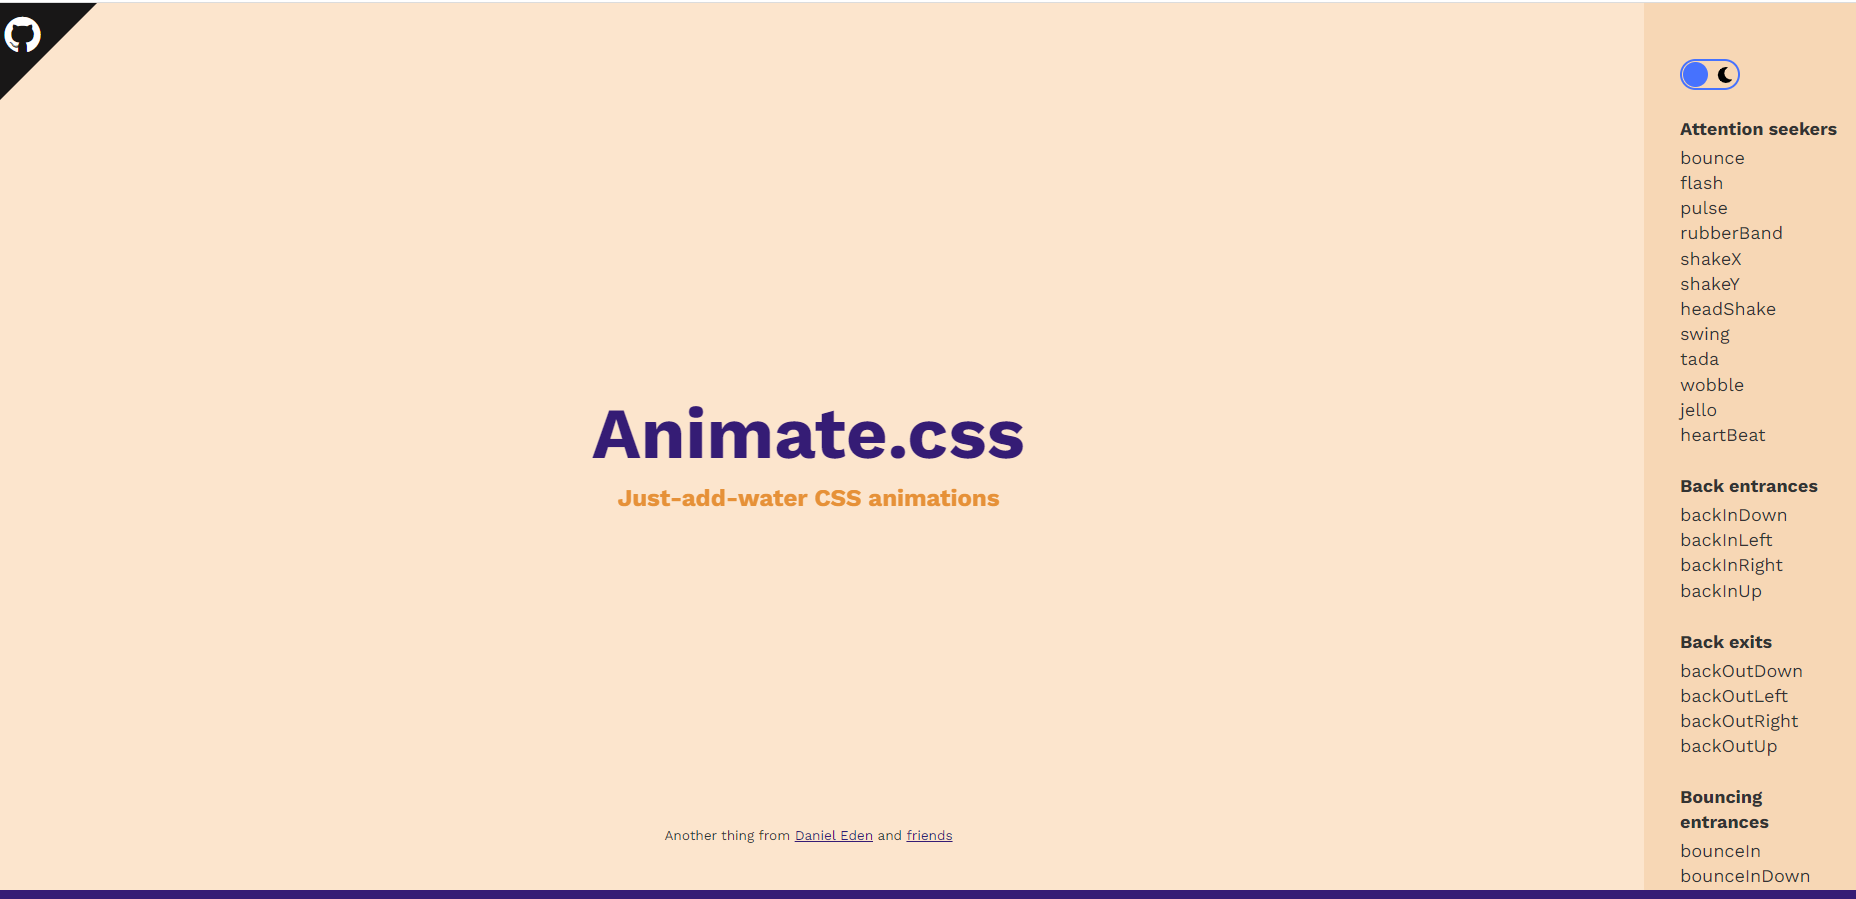 Animate.css
Just-add-water CSS animations
Another thing from Daniel Eden and friends
Attention seekers
bounce
flash
pulse
rubberBand
shakeX
shakeY
headShake
swing
tada
wobble
jello
heartBeat
Back entrances
backInDown
backInLeft
backInRight
backInUp
Back exits
backOutDown
backOutLeft
backOutRight
backOutUp
Bouncing
entrances
bounceIn
bounceInDown